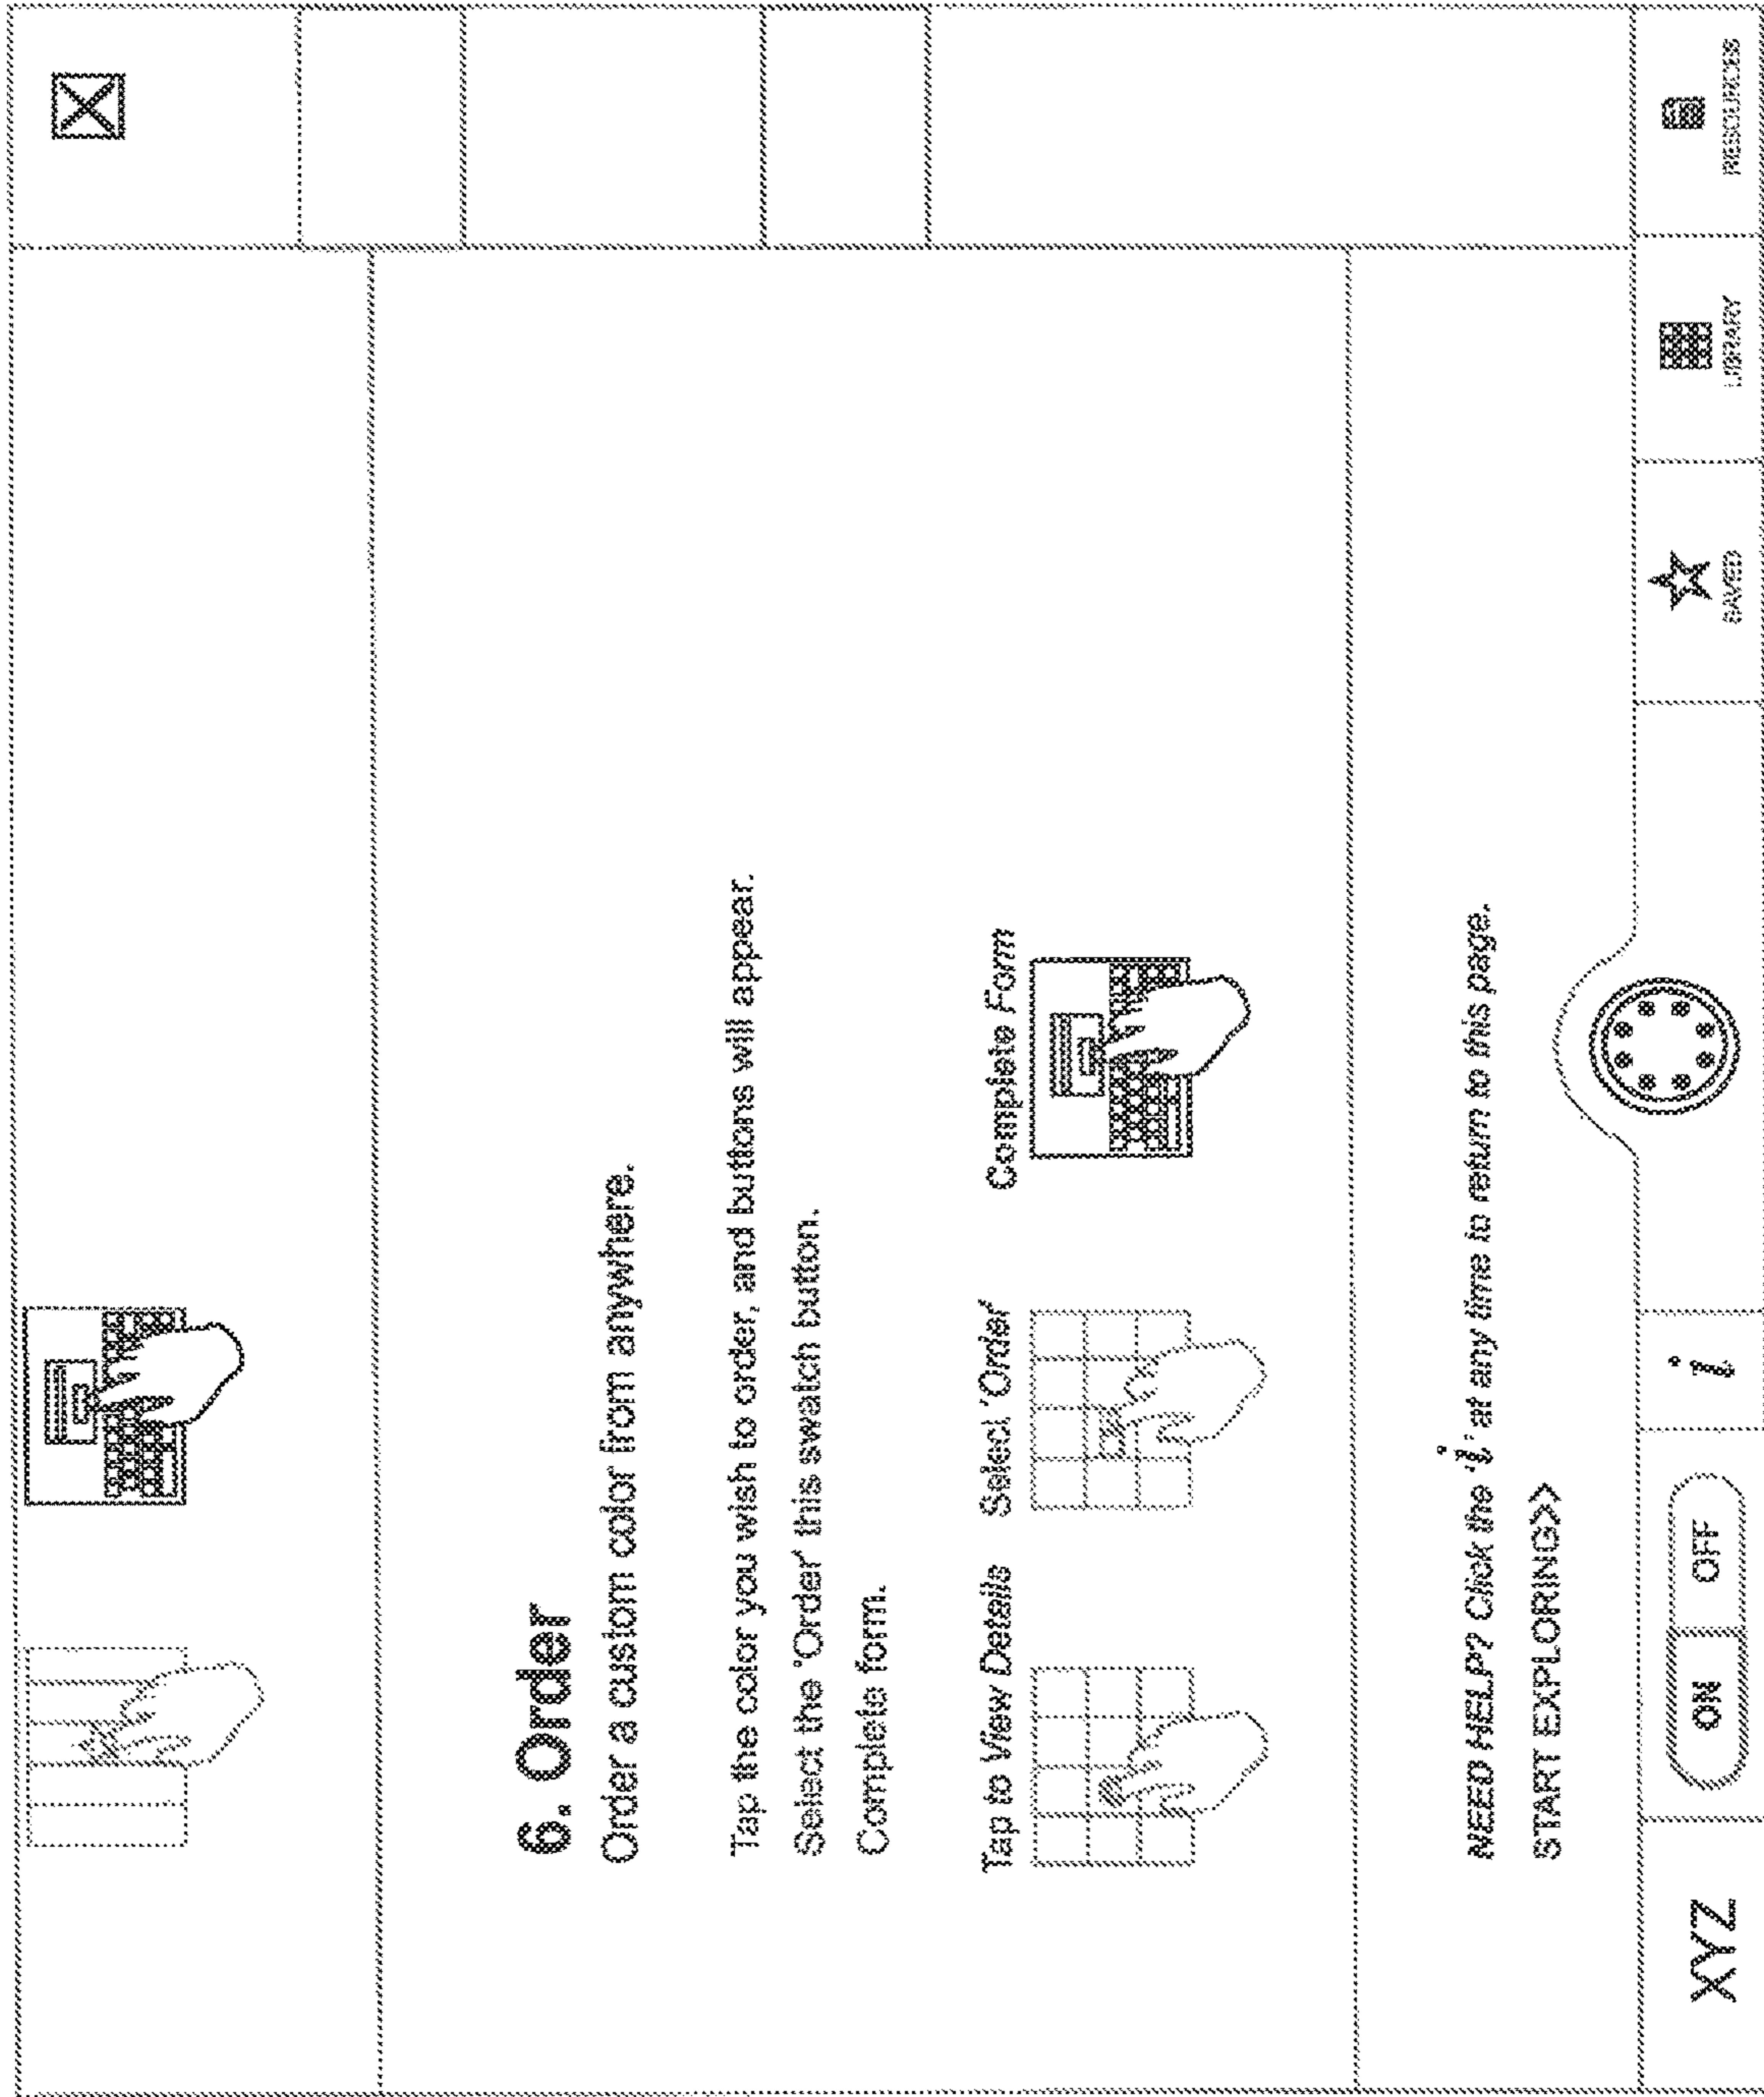 6. Order
Order a custom color from anywhere.
Tap the color you wish to order, and buttons will appear.
Select the 'Order' this swatch button.
Complete form.
Tap to View Details
Select 'Order'
Complete Form
NEED HELP? Click the 'i' at any time to return to this page.
START EXPLORING>>
XYZ
ON
OFF
i
SAVED
LIBRARY
RESOURCES